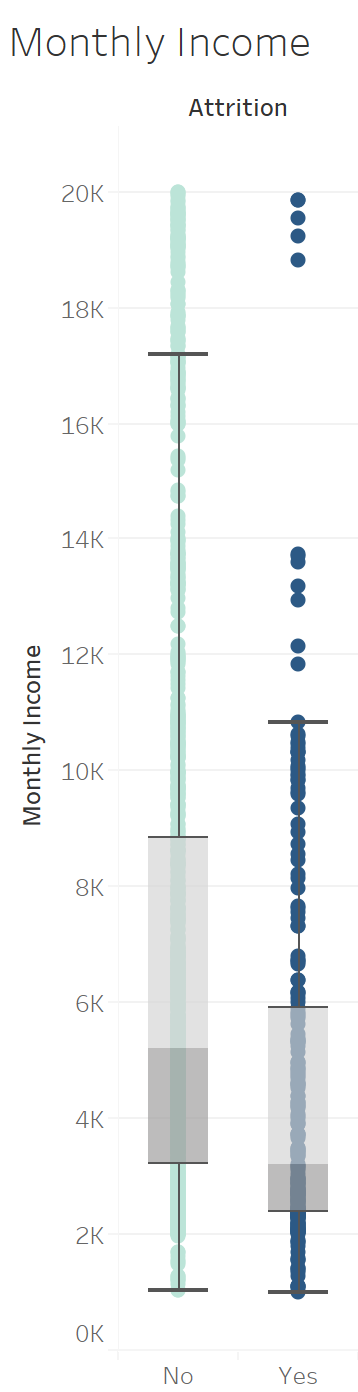 Monthly Income
Attrition
20K
18K
16K
14K
12K
10K
8K
6K
4K
2K
0K
Monthly Income
No Yes